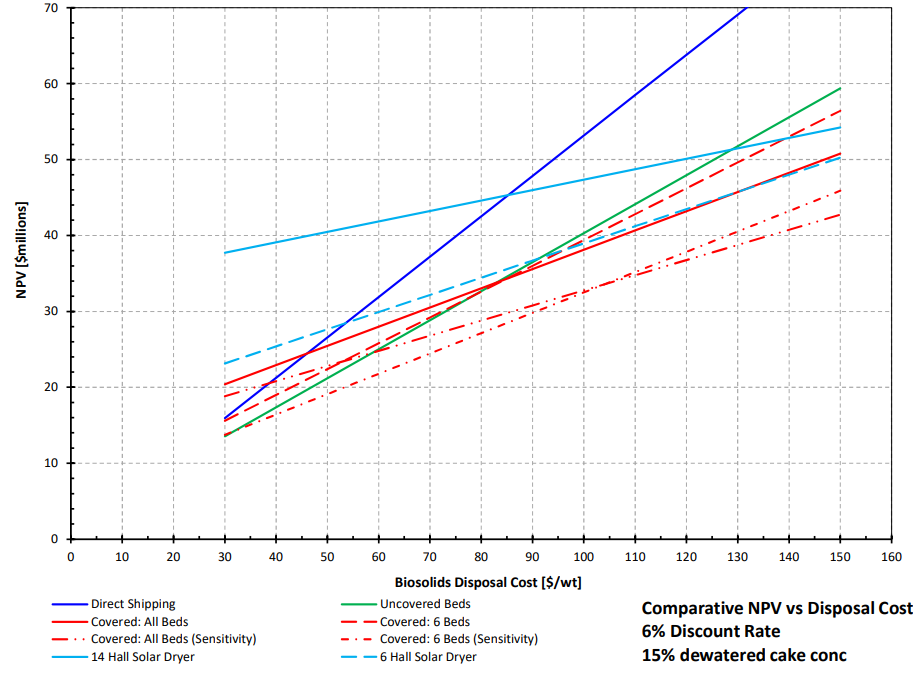 70
60
50
40
30
20
10
0
NPV [$millions]
0 10 20 30 40 50 60 70 80 90 100 110 120 130 140 150 160
Biosolids Disposal Cost [$/wt]
Direct Shipping
Uncovered Beds
Covered: All Beds
Covered: 6 Beds
Covered: All Beds (Sensitivity)
Covered: 6 Beds (Sensitivity)
14 Hall Solar Dryer
6 Hall Solar Dryer
Comparative NPV vs Disposal Cost
6% Discount Rate
15% dewatered cake conc